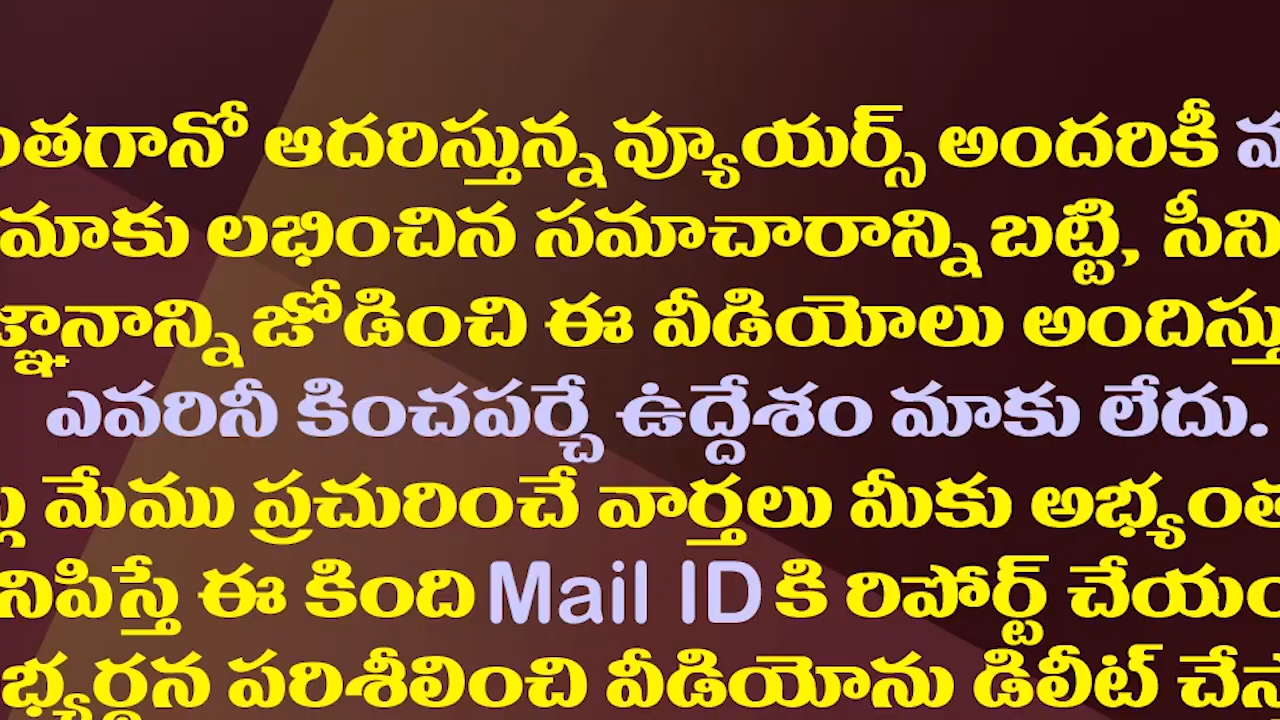 ఆదరిస్తున్న వ్యూయర్స్ అందరికీ
మాకు లభించిన సమాచారాన్ని బట్టి,
జోడించి ఈ వీడియోలు
ఎవరినీ కించపర్చే ఉద్దేశం మాకు లేదు.
మేము ప్రచురించే వార్తలు మీకు
ఈ కింది Mail ID కి రిపోర్ట్
పరిశీలించి వీడియోను డిలీట్